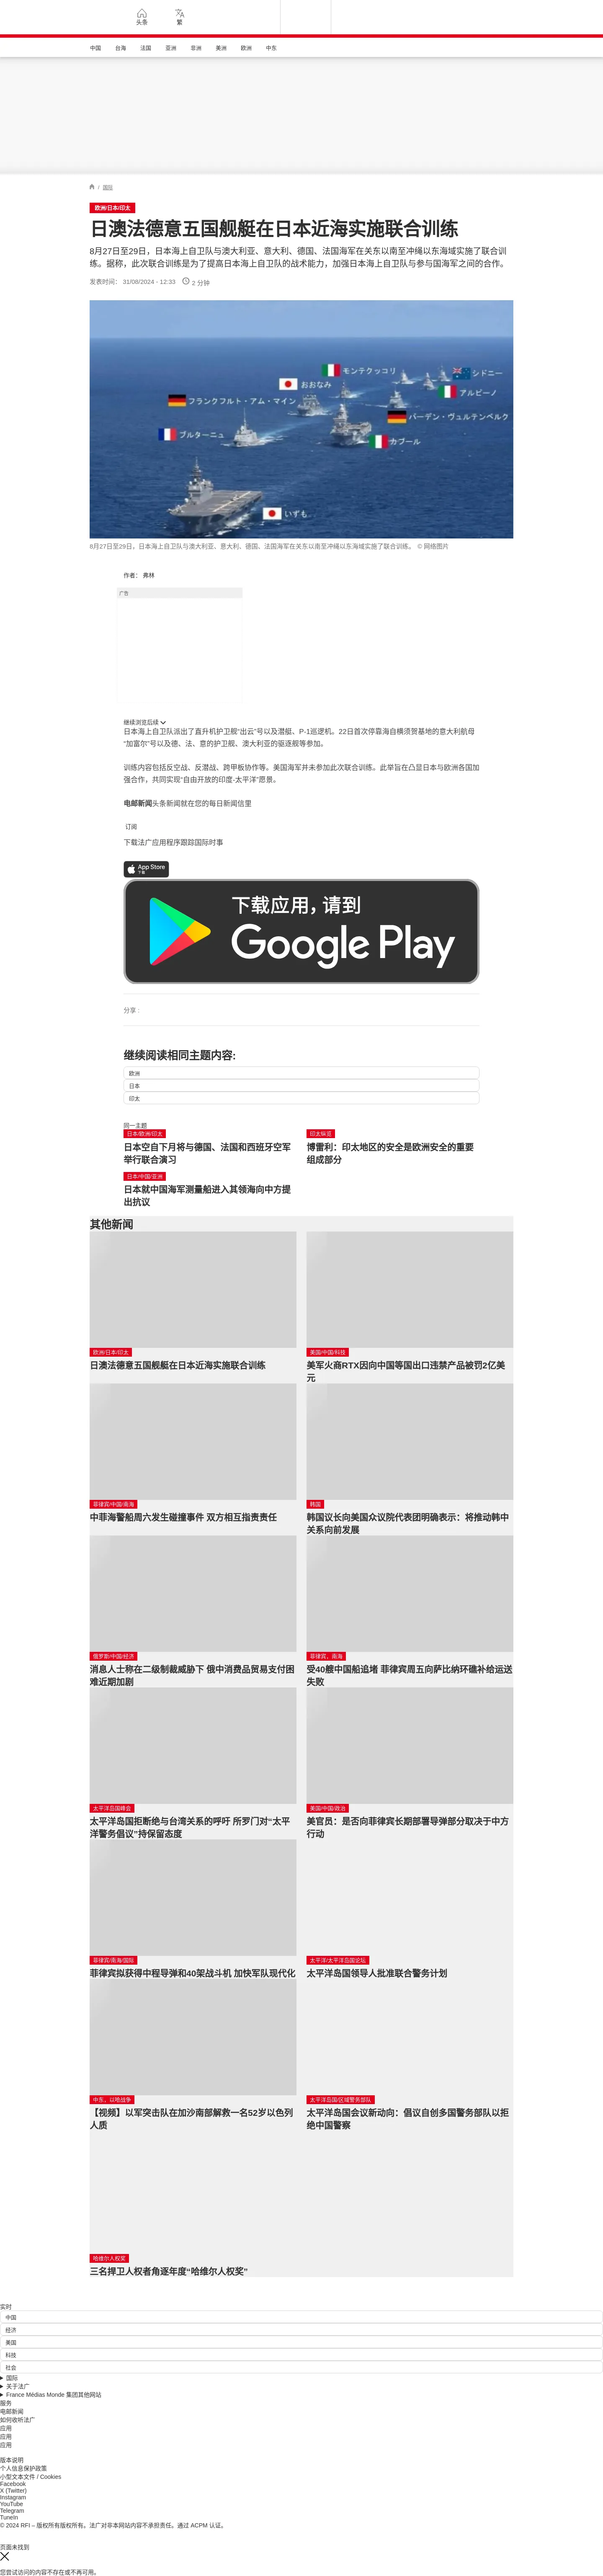 头条
繁
中国
台海
法国
亚洲
非洲
美洲
欧洲
中东
/ 国际
欧洲/日本/印太
日澳法德意五国舰艇在日本近海实施联合训练
8月27日至29日，日本海上自卫队与澳大利亚、意大利、德国、法国海军在关东以南至冲绳以东海域实施了联合训
练。据称，此次联合训练是为了提高日本海上自卫队的战术能力，加强日本海上自卫队与参与国海军之间的合作。
发表时间： 31/08/2024 - 12:33
2 分钟
モンテックッコリ
シドニー
おおなみ
アルピーノ
フランクフルト・アム・マイン
バーデン・ヴュルテンベルク
ブルターニュ
カブール
いずも
8月27日至29日，日本海上自卫队与澳大利亚、意大利、德国、法国海军在关东以南至冲绳以东海域实施了联合训练。 © 网络图片
作者： 弗林
广告
继续浏览后续
日本海上自卫队派出了直升机护卫舰“出云”号以及潜艇、P-1巡逻机。22日首次停靠海自横须贺基地的意大利航母
“加富尔”号以及德、法、意的护卫舰、澳大利亚的驱逐舰等参加。
训练内容包括反空战、反潜战、跨甲板协作等。美国海军并未参加此次联合训练。此举旨在凸显日本与欧洲各国加
强合作，共同实现“自由开放的印度-太平洋”愿景。
电邮新闻头条新闻就在您的每日新闻信里
订阅
下载法广应用程序跟踪国际时事
App Store
下载
下载应用，请到
Google Play
分享 :
继续阅读相同主题内容:
欧洲
日本
印太
同一主题
日本/欧洲/印太
日本空自下月将与德国、法国和西班牙空军
举行联合演习
印太纵览
博雷利：印太地区的安全是欧洲安全的重要
组成部分
日本/中国/亚洲
日本就中国海军测量船进入其领海向中方提
出抗议
其他新闻
欧洲/日本/印太
日澳法德意五国舰艇在日本近海实施联合训练
美国/中国/科技
美军火商RTX因向中国等国出口违禁产品被罚2亿美
元
菲律宾/中国/南海
中菲海警船周六发生碰撞事件 双方相互指责责任
韩国
韩国议长向美国众议院代表团明确表示：将推动韩中
关系向前发展
俄罗斯/中国/经济
消息人士称在二级制裁威胁下 俄中消费品贸易支付困
难近期加剧
菲律宾、南海
受40艘中国船追堵 菲律宾周五向萨比纳环礁补给运送
失败
太平洋岛国峰会
太平洋岛国拒断绝与台湾关系的呼吁 所罗门对“太平
洋警务倡议”持保留态度
美国/中国/政治
美官员：是否向菲律宾长期部署导弹部分取决于中方
行动
菲律宾/南海/国际
菲律宾拟获得中程导弹和40架战斗机 加快军队现代化
太平洋/太平洋岛国论坛
太平洋岛国领导人批准联合警务计划
中东，以哈战争
【视频】以军突击队在加沙南部解救一名52岁以色列
人质
太平洋岛国/区域警务部队
太平洋岛国会议新动向：倡议自创多国警务部队以拒
绝中国警察
哈维尔人权奖
三名捍卫人权者角逐年度“哈维尔人权奖”
实时
中国
经济
美国
科技
社会
国际
关于法广
France Médias Monde 集团其他网站
服务
电邮新闻
如何收听法广
应用
应用
应用
版本说明
个人信息保护政策
小型文本文件 / Cookies
Facebook
X (Twitter)
Instagram
YouTube
Telegram
TuneIn
© 2024 RFI – 版权所有版权所有。法广对非本网站内容不承担责任。通过 ACPM 认证。
页面未找到
您尝试访问的内容不存在或不再可用。